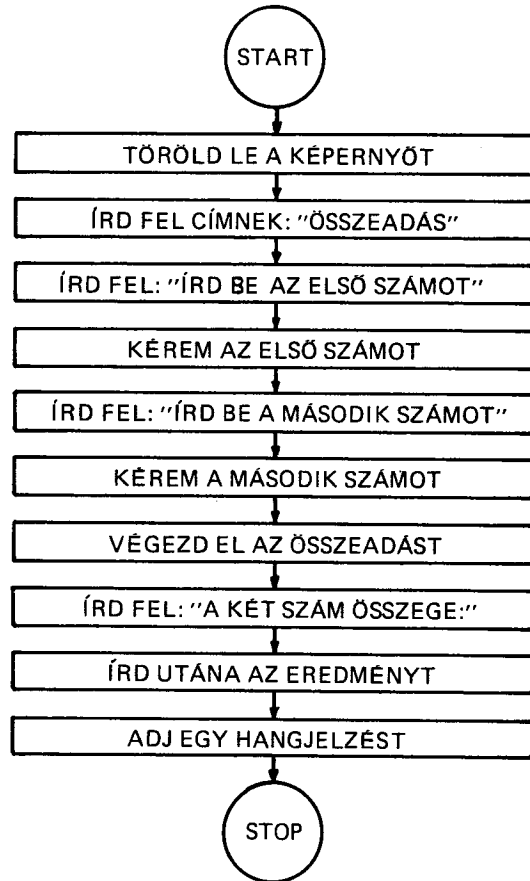 START
TÖRÖLD LE A KÉPERNYŐT
ÍRD FEL CÍMNEK: "ÖSSZEADÁS"
ÍRD FEL: "ÍRD BE AZ ELSŐ SZÁMOT"
KÉREM AZ ELSŐ SZÁMOT
ÍRD FEL: "ÍRD BE A MÁSODIK SZÁMOT"
KÉREM A MÁSODIK SZÁMOT
VÉGEZD EL AZ ÖSSZEADÁST
ÍRD FEL: "A KÉT SZÁM ÖSSZEGE:"
ÍRD UTÁNA AZ EREDMÉNYT
ADJ EGY HANGJELZÉST
STOP